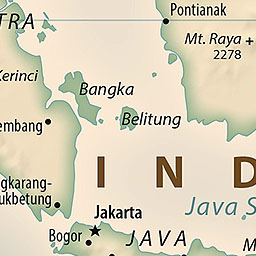 Pontianak
TRA
Mt. Raya +
2278
Kerinci
Bangka
Belitung
embang
I N D
gkarang-
ukbetung
Java S
Jakarta
Bogor
JAVA
M